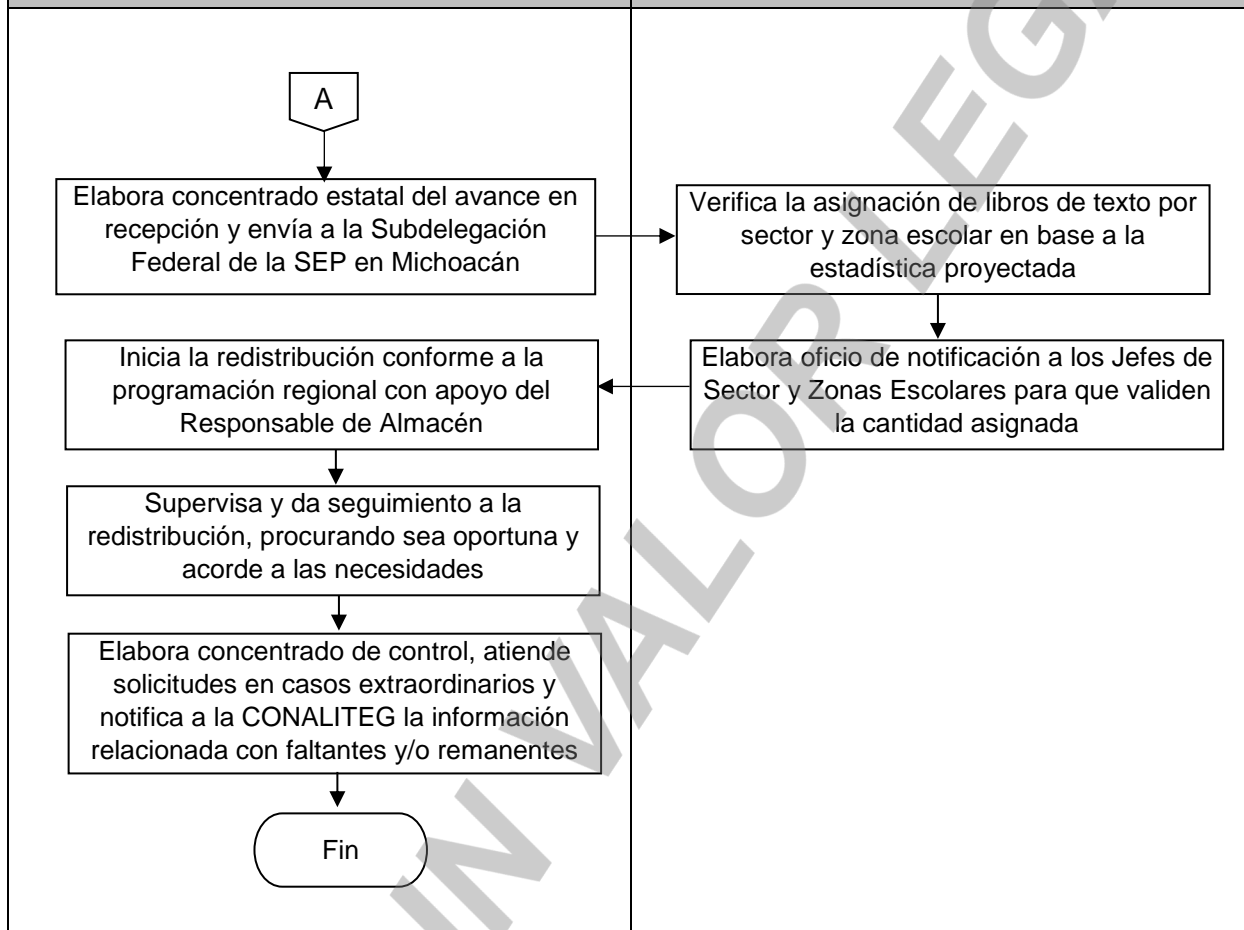 A
Elabora concentrado estatal del avance en
recepción y envía a la Subdelegación
Federal de la SEP en Michoacán
Verifica la asignación de libros de texto por
sector y zona escolar en base a la
estadística proyectada
Elabora oficio de notificación a los Jefes de
Sector y Zonas Escolares para que validen
la cantidad asignada
Inicia la redistribución conforme a la
programación regional con apoyo del
Responsable de Almacén
Supervisa y da seguimiento a la
redistribución, procurando sea oportuna y
acorde a las necesidades
Elabora concentrado de control, atiende
solicitudes en casos extraordinarios y
notifica a la CONALITEG la información
relacionada con faltantes y/o remanentes
Fin
IN VALOR LEGA